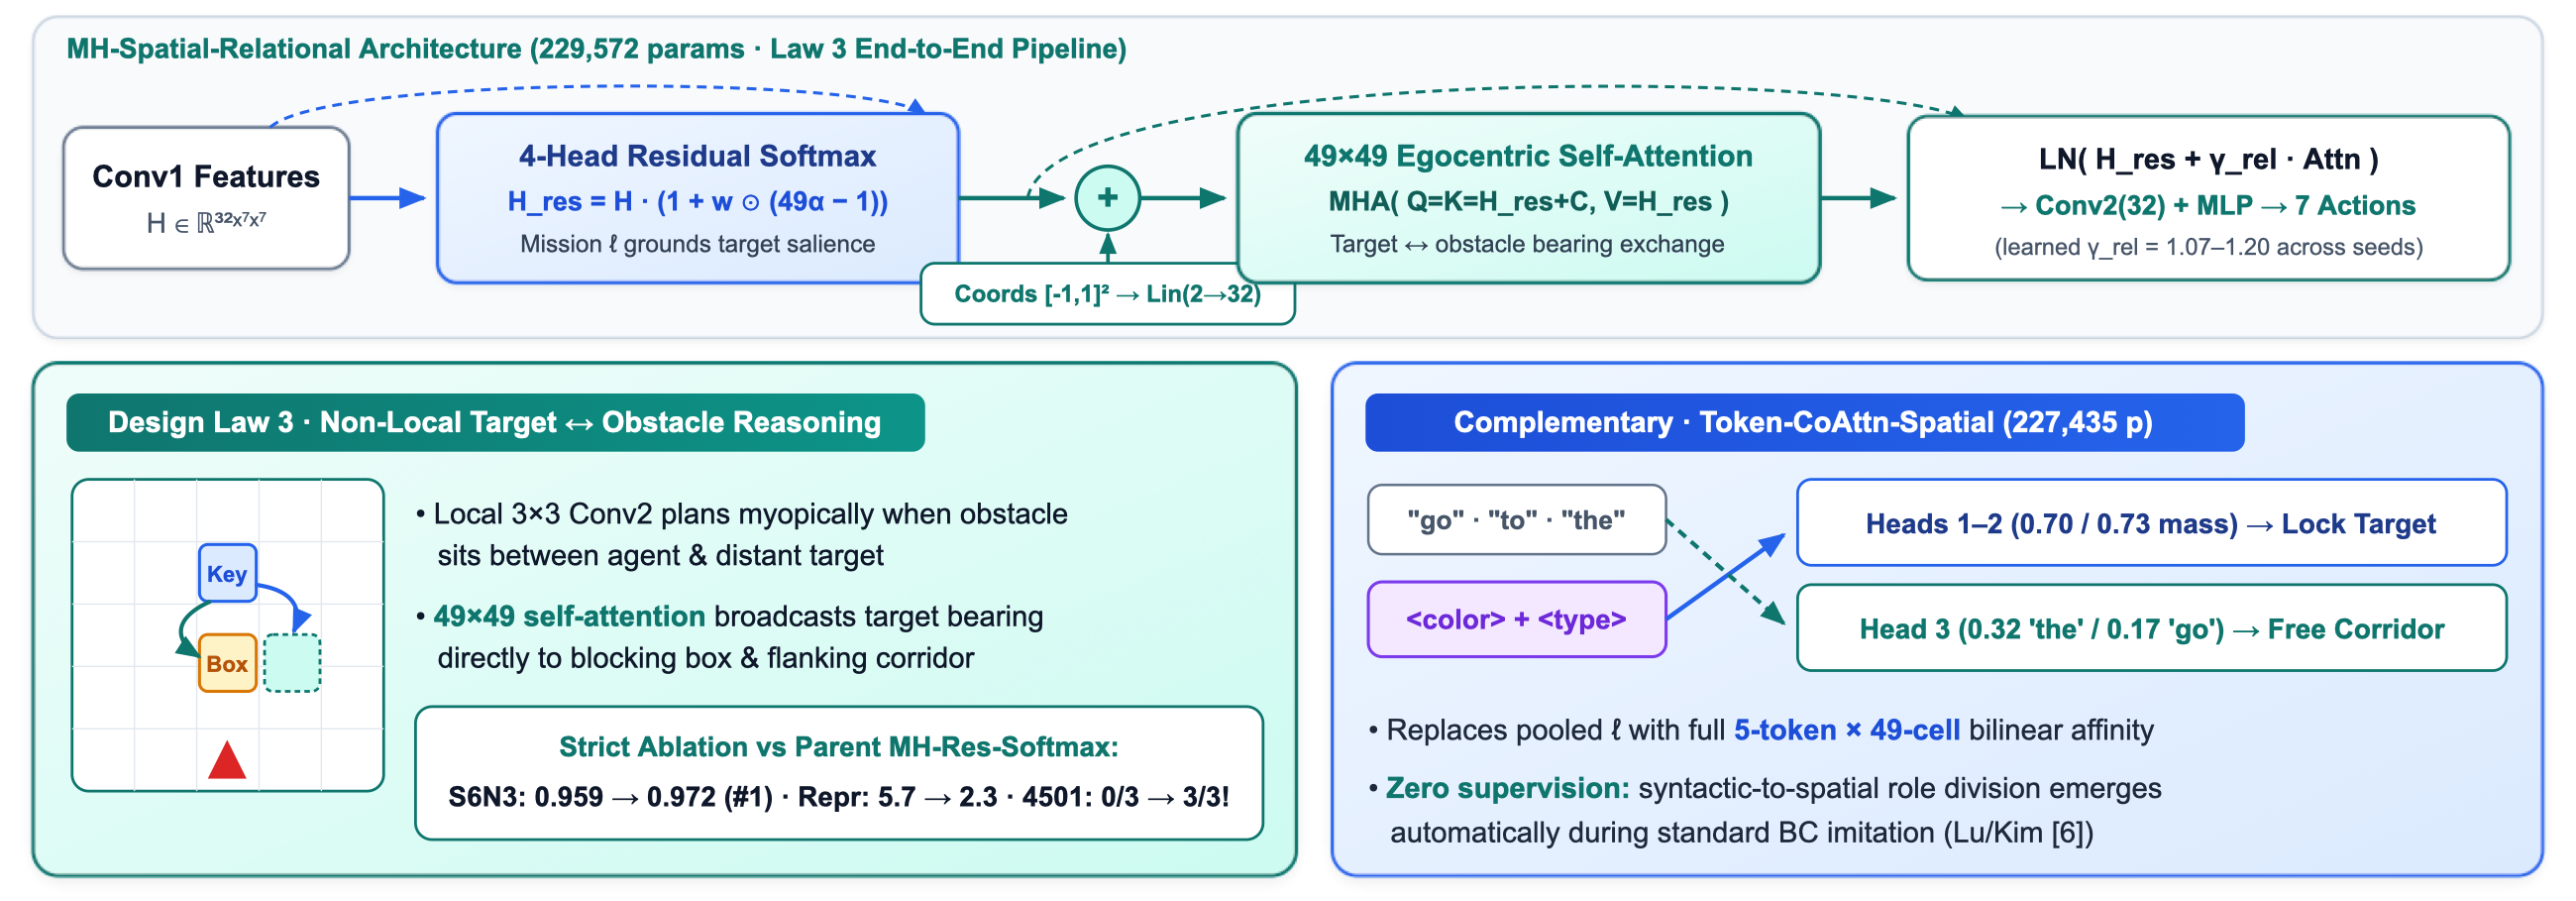 MH-Spatial-Relational Architecture (229,572 params · Law 3 End-to-End Pipeline)
Conv1 Features
H ∈ ℝ³²ˣ⁷ˣ⁷
4-Head Residual Softmax
H_res = H · (1 + w ⊙ (49α − 1))
Mission ℓ grounds target salience
+
Coords [-1,1]² → Lin(2→32)
49×49 Egocentric Self-Attention
MHA( Q=K=H_res+C, V=H_res )
Target ↔ obstacle bearing exchange
LN( H_res + γ_rel · Attn )
→ Conv2(32) + MLP → 7 Actions
(learned γ_rel = 1.07–1.20 across seeds)
Design Law 3 · Non-Local Target ↔ Obstacle Reasoning
Key
Box
• Local 3×3 Conv2 plans myopically when obstacle
sits between agent & distant target
• 49×49 self-attention broadcasts target bearing
directly to blocking box & flanking corridor
Strict Ablation vs Parent MH-Res-Softmax:
S6N3: 0.959 → 0.972 (#1) · Repr: 5.7 → 2.3 · 4501: 0/3 → 3/3!
Complementary · Token-CoAttn-Spatial (227,435 p)
"go" · "to" · "the"
<color> + <type>
Heads 1–2 (0.70 / 0.73 mass) → Lock Target
Head 3 (0.32 'the' / 0.17 'go') → Free Corridor
• Replaces pooled ℓ with full 5-token × 49-cell bilinear affinity
• Zero supervision: syntactic-to-spatial role division emerges
automatically during standard BC imitation (Lu/Kim [6])